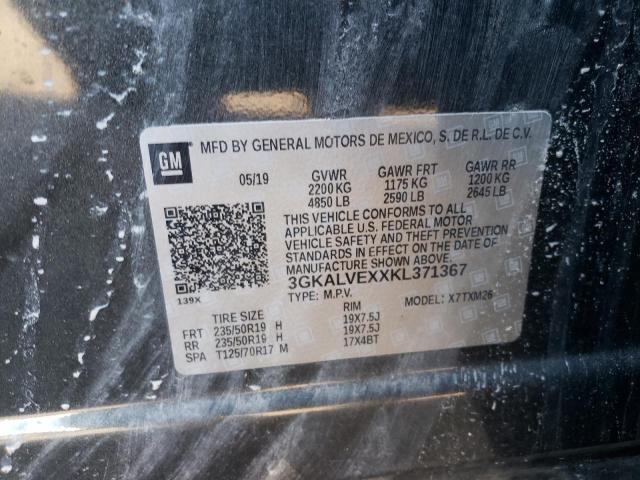 GM
MFD BY GENERAL MOTORS DE MEXICO, S. DE R.L. DE C.V.
05/19 GVWR GAWR FRT GAWR RR
2200 KG 1175 KG 1200 KG
4850 LB 2590 LB 2645 LB
THIS VEHICLE CONFORMS TO ALL
APPLICABLE U.S. FEDERAL MOTOR
VEHICLE SAFETY AND THEFT PREVENTION
STANDARDS IN EFFECT ON THE DATE OF
MANUFACTURE SHOWN ABOVE.
139X
3GKALVEXXKL371367
TYPE: M.P.V. MODEL: X7TXM26
TIRE SIZE RIM
FRT 235/50R19 H 19X7.5J
RR 235/50R19 H 19X7.5J
SPA T125/70R17 M 17X4BT